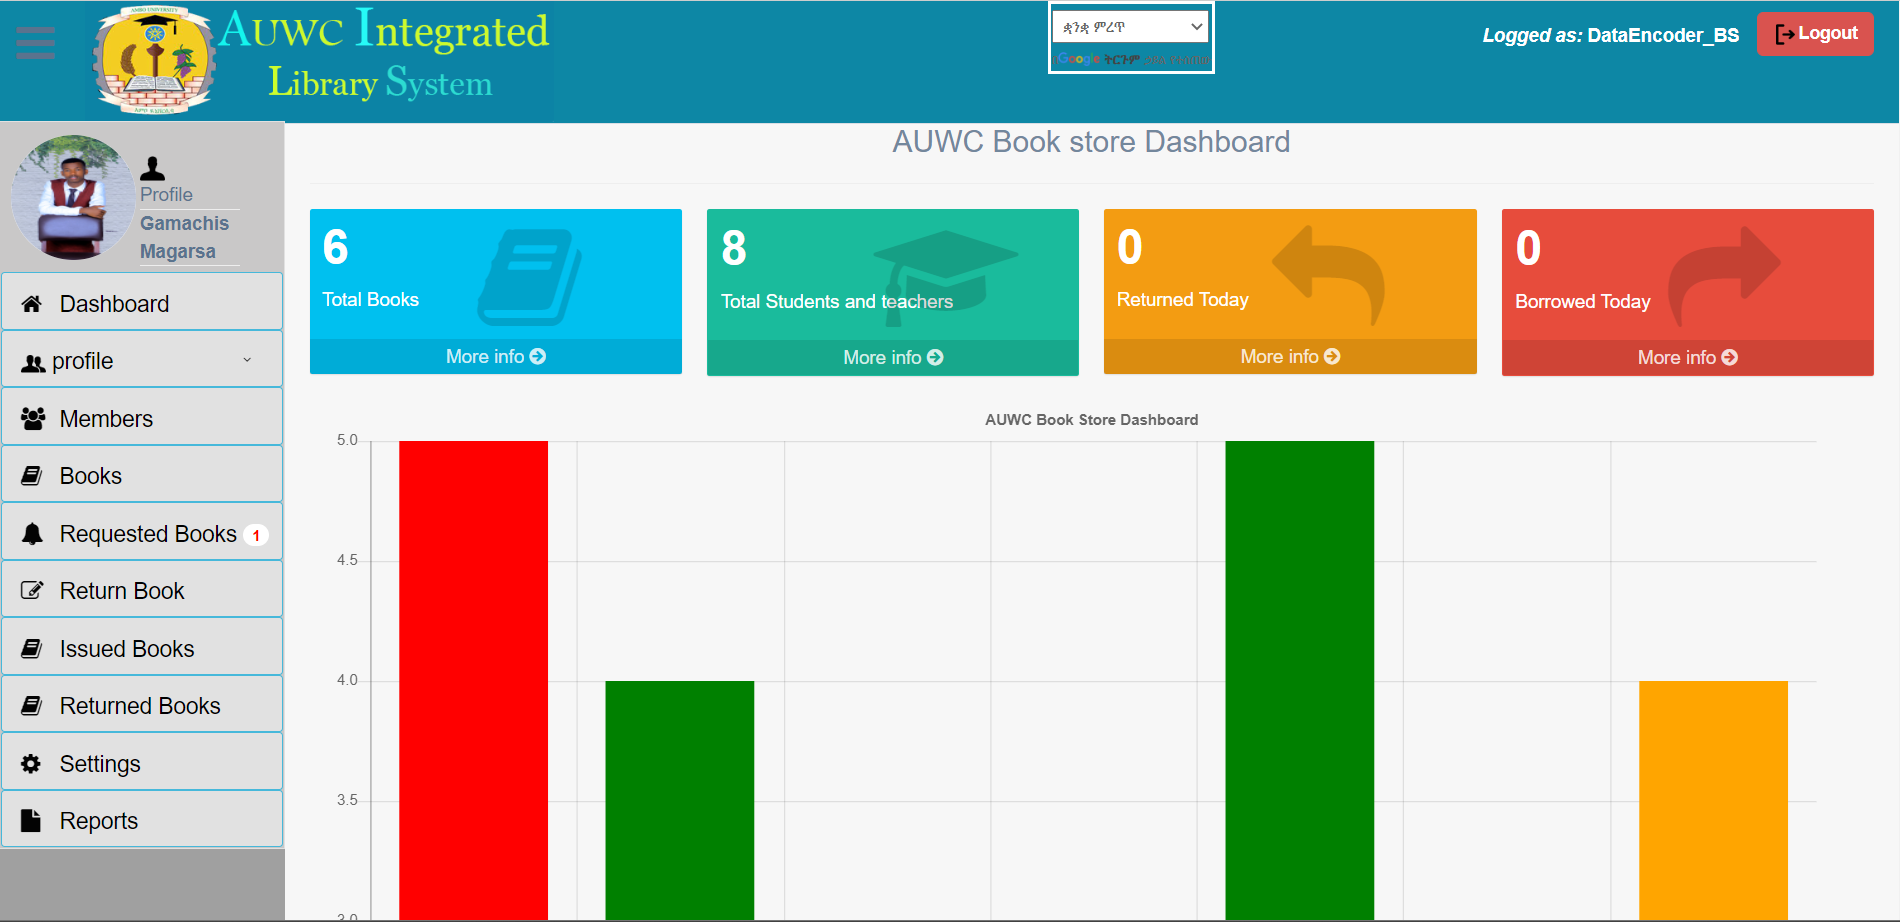 AMBO UNIVERSITY
AUWC Integrated
Library System
ቋንቋ ምረጥ
Google ትርጉም
Logged as: DataEncoder_BS
Logout
Profile
Gamachis
Magarsa
Dashboard
profile
Members
Books
Requested Books 1
Return Book
Issued Books
Returned Books
Settings
Reports
AUWC Book store Dashboard
6
Total Books
More info
8
Total Students and teachers
More info
0
Returned Today
More info
0
Borrowed Today
More info
AUWC Book Store Dashboard
5.0
4.5
4.0
3.5
3.0